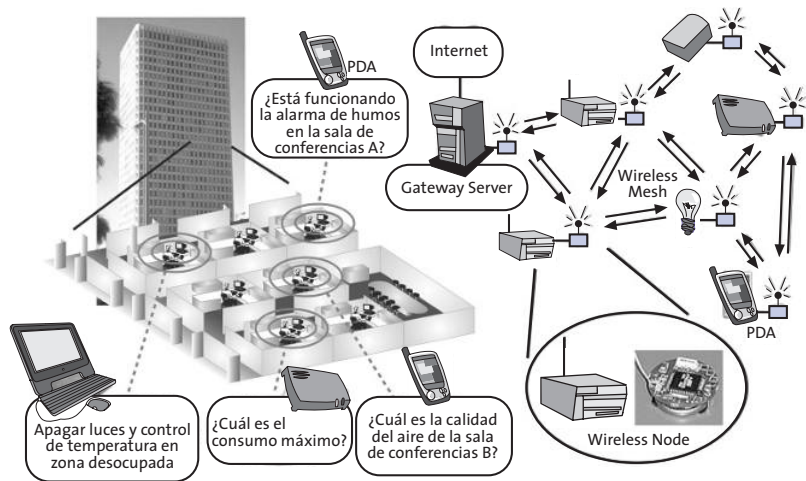 PDA
¿Está funcionando
la alarma de humos
en la sala de
conferencias A?
Internet
Gateway Server
Wireless
Mesh
PDA
Apagar luces y control
de temperatura en
zona desocupada
¿Cuál es el
consumo máximo?
¿Cuál es la calidad
del aire de la sala
de conferencias B?
Wireless Node